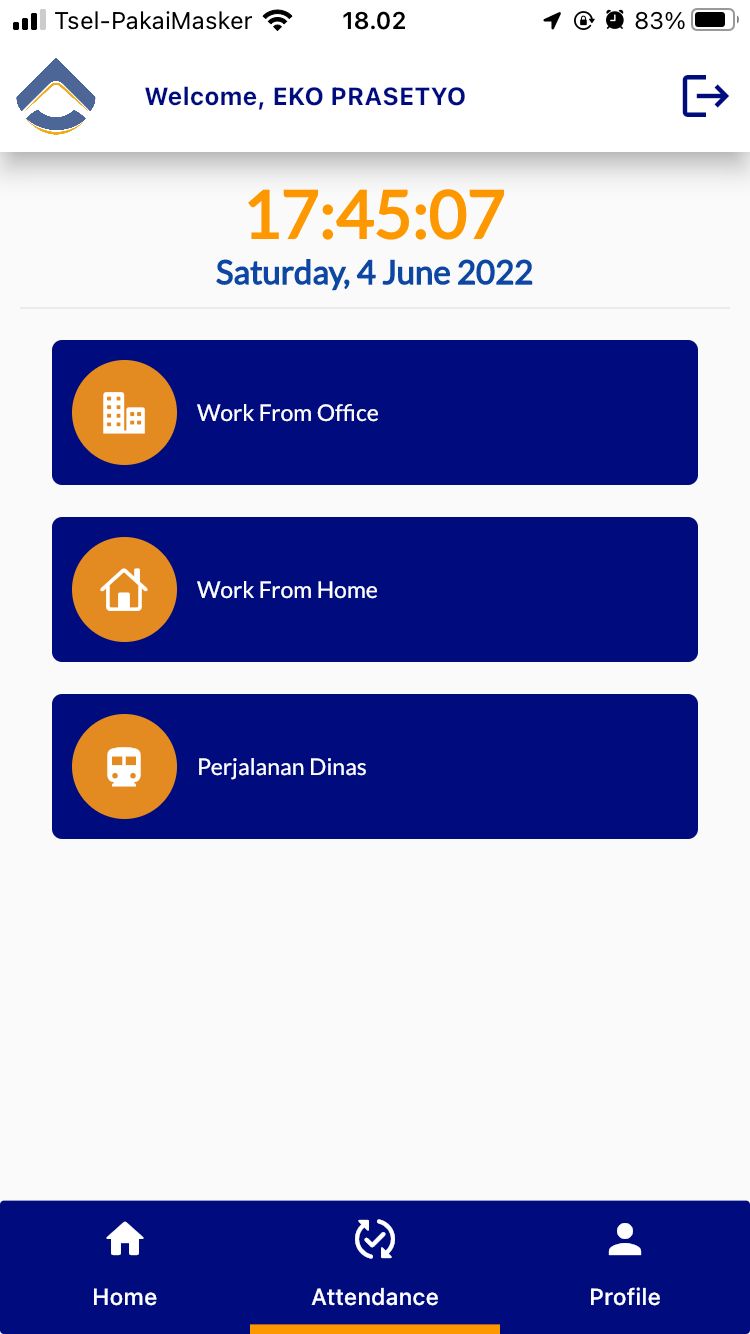 Tsel-PakaiMasker 18.02 83%
Welcome, EKO PRASETYO
17:45:07
Saturday, 4 June 2022
Work From Office
Work From Home
Perjalanan Dinas
Home Attendance Profile